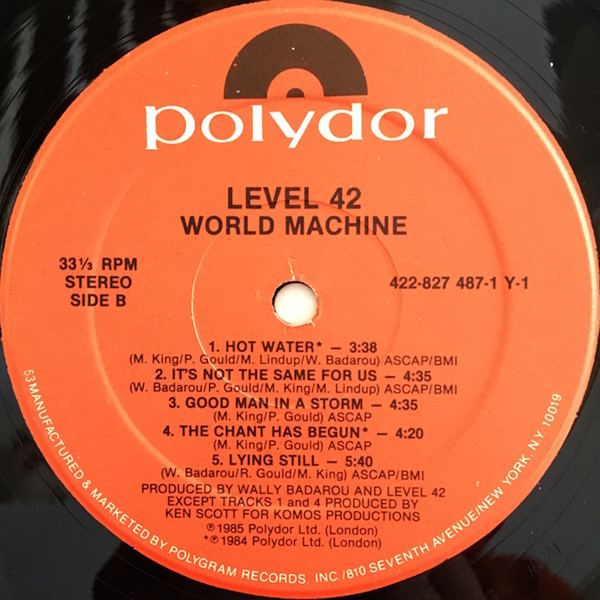 polydor
LEVEL 42
WORLD MACHINE
33 1/3 RPM
STEREO
SIDE B
422-827 487-1 Y-1
1. HOT WATER* – 3:38
(M. King/P. Gould/M. Lindup/W. Badarou) ASCAP/BMI
2. IT'S NOT THE SAME FOR US – 4:35
(W. Badarou/P. Gould/M. King/M. Lindup) ASCAP/BMI
3. GOOD MAN IN A STORM – 4:35
(M. King/P. Gould) ASCAP
4. THE CHANT HAS BEGUN* – 4:20
(M. King/P. Gould) ASCAP
5. LYING STILL – 5:40
(W. Badarou/R. Gould/M. King) ASCAP/BMI
PRODUCED BY WALLY BADAROU AND LEVEL 42
EXCEPT TRACKS 1 and 4 PRODUCED BY
KEN SCOTT FOR KOMOS PRODUCTIONS
℗1985 Polydor Ltd. (London)
*℗1984 Polydor Ltd. (London)
53 MANUFACTURED & MARKETED BY POLYGRAM RECORDS, INC./810 SEVENTH AVENUE/NEW YORK, N.Y. 10019